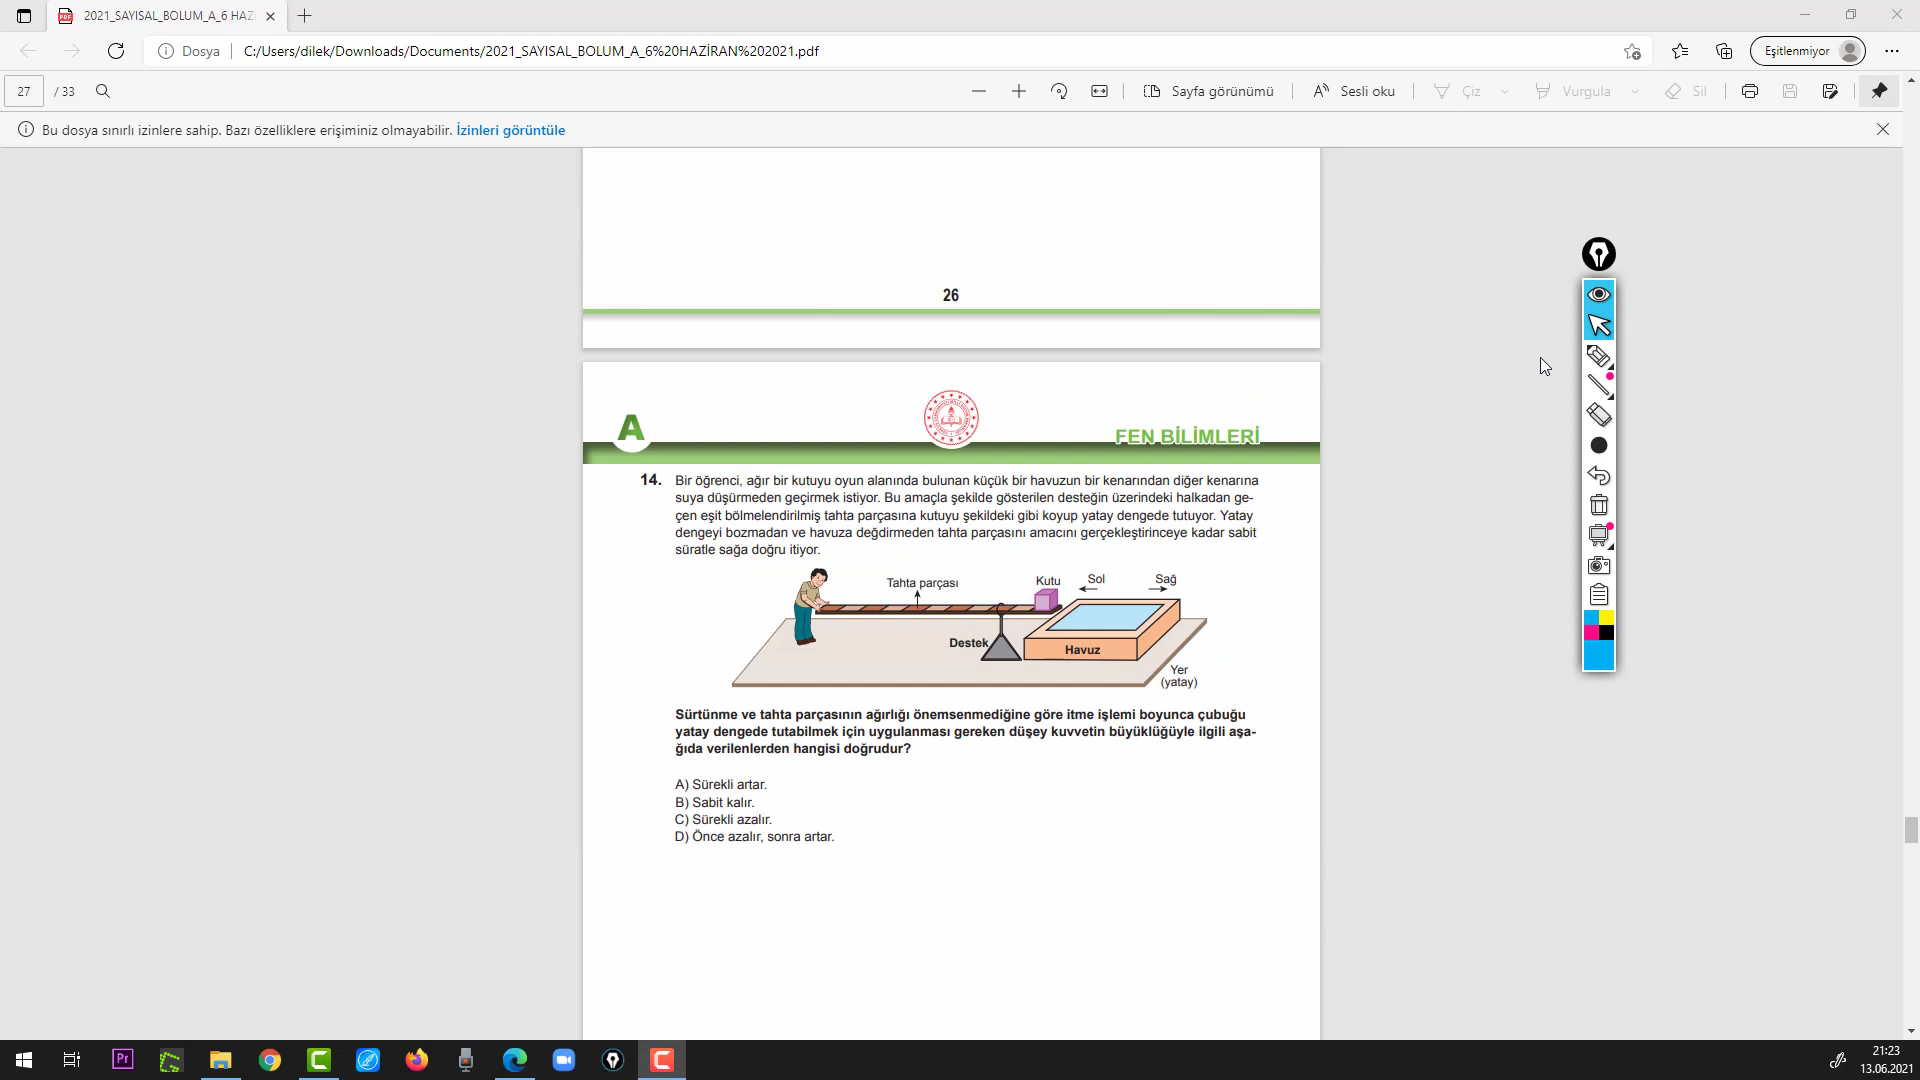 2021_SAYISAL_BOLUM_A_6 HAZI
Dosya
C:/Users/dilek/Downloads/Documents/2021_SAYISAL_BOLUM_A_6%20HAZİRAN%202021.pdf
Eşitlenmiyor
27 / 33
Sayfa görünümü
Sesli oku
Çiz
Vurgula
Sil
Bu dosya sınırlı izinlere sahip. Bazı özelliklere erişiminiz olmayabilir. İzinleri görüntüle
26
A
FEN BİLİMLERİ
14. Bir öğrenci, ağır bir kutuyu oyun alanında bulunan küçük bir havuzun bir kenarından diğer kenarına
suya düşürmeden geçirmek istiyor. Bu amaçla şekilde gösterilen desteğin üzerindeki halkadan ge-
çen eşit bölmelendirilmiş tahta parçasına kutuyu şekildeki gibi koyup yatay dengede tutuyor. Yatay
dengeyi bozmadan ve havuza değdirmeden tahta parçasını amacını gerçekleştirinceye kadar sabit
süratle sağa doğru itiyor.
Tahta parçası
Kutu
Sol
Sağ
Destek
Havuz
Yer
(yatay)
Sürtünme ve tahta parçasının ağırlığı önemsenmediğine göre itme işlemi boyunca çubuğu
yatay dengede tutabilmek için uygulanması gereken düşey kuvvetin büyüklüğüyle ilgili aşa-
ğıda verilenlerden hangisi doğrudur?
A) Sürekli artar.
B) Sabit kalır.
C) Sürekli azalır.
D) Önce azalır, sonra artar.
Pr
21:23
13.06.2021